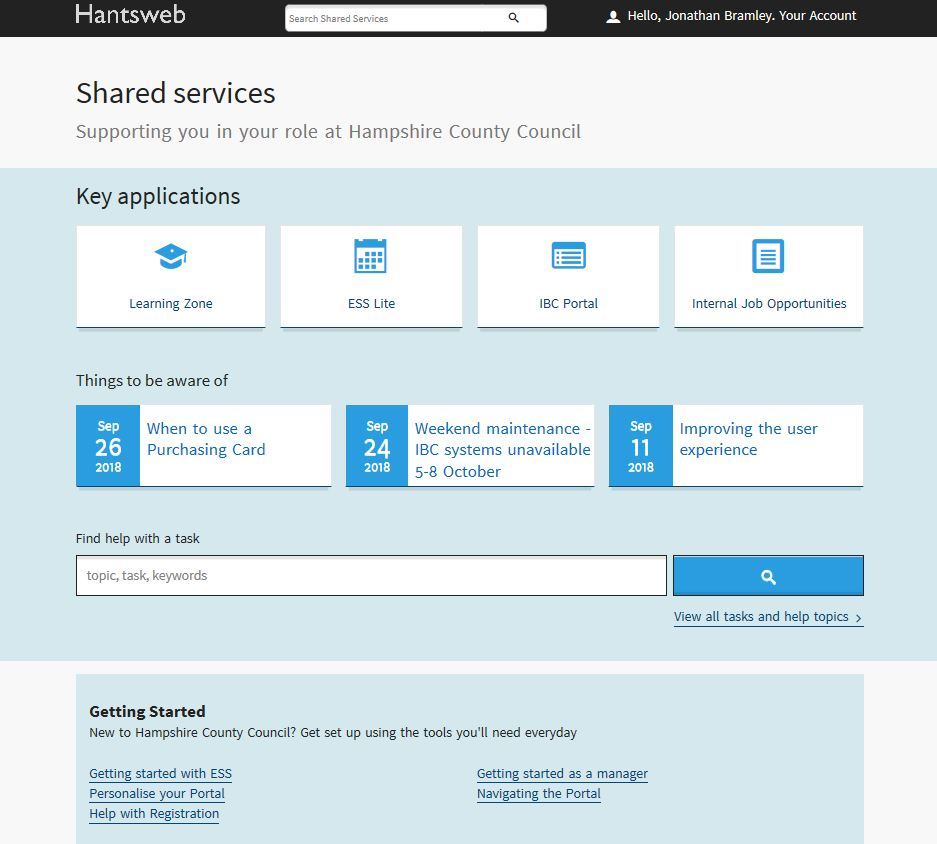 Hantsweb
Search Shared Services
Hello, Jonathan Bramley. Your Account
Shared services
Supporting you in your role at Hampshire County Council
Key applications
Learning Zone
ESS Lite
IBC Portal
Internal Job Opportunities
Things to be aware of
Sep
26
2018
When to use a
Purchasing Card
Sep
24
2018
Weekend maintenance -
IBC systems unavailable
5-8 October
Sep
11
2018
Improving the user
experience
Find help with a task
topic, task, keywords
View all tasks and help topics
Getting Started
New to Hampshire County Council? Get set up using the tools you'll need everyday
Getting started with ESS
Personalise your Portal
Help with Registration
Getting started as a manager
Navigating the Portal